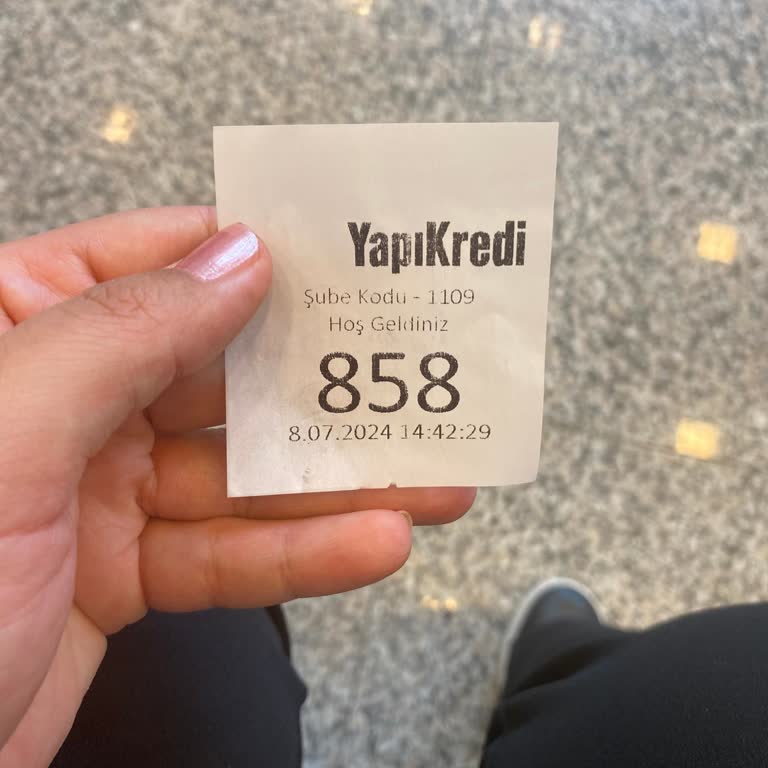 YapıKredi
Şube Kodu - 1109
Hoş Geldiniz
858
8.07.2024 14:42:29